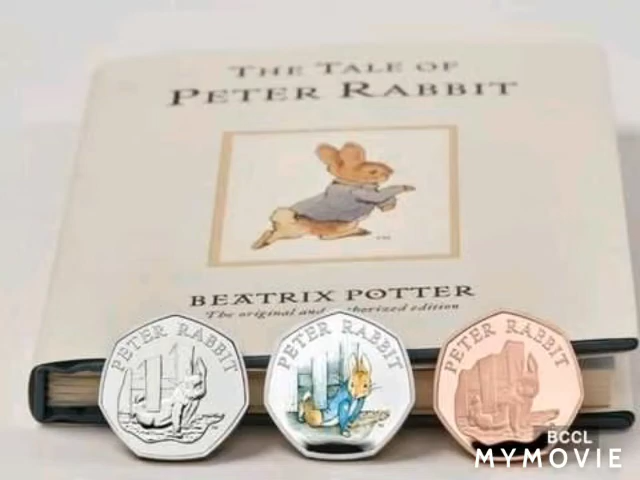 THE TALE OF
PETER RABBIT
BEATRIX POTTER
The original and authorized edition
PETER RABBIT
PETER RABBIT
PETER RABBIT
BCCL
MYMOVIE